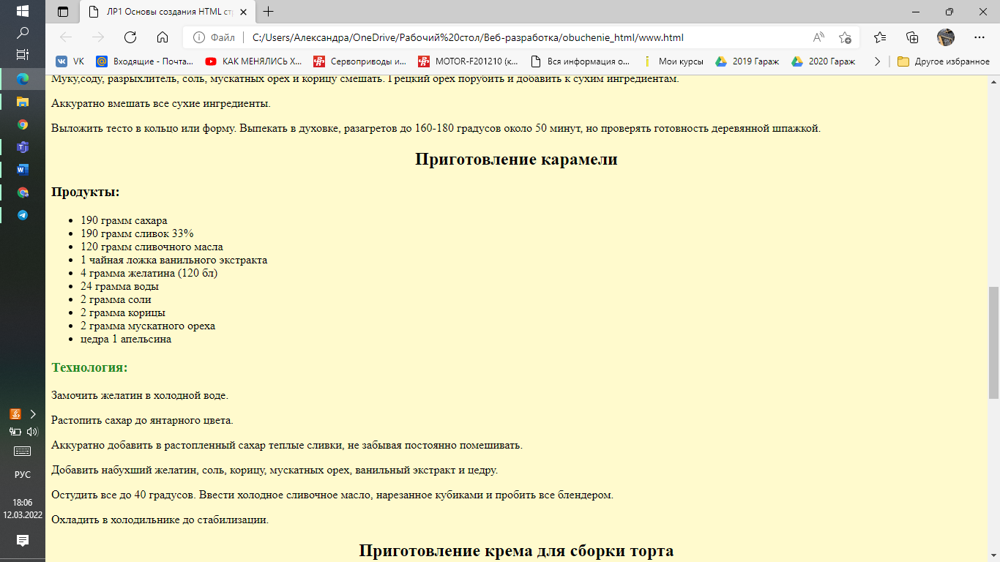 ЛР1 Основы создания HTML стр
Файл
C:/Users/Александра/OneDrive/Рабочий%20стол/Веб-разработка/obuchenie_html/www.html
VK
Входящие - Почта...
КАК МЕНЯЛИСЬ Х...
Сервоприводы и...
MOTOR-F201210 (к...
Вся информация о...
Мои курсы
2019 Гараж
2020 Гараж
Другое избранное
Муку,соду, разрыхлитель, соль, мускатных орех и корицу смешать. Грецкий орех порубить и добавить к сухим ингредиентам.
Аккуратно вмешать все сухие ингредиенты.
Выложить тесто в кольцо или форму. Выпекать в духовке, разагретов до 160-180 градусов около 50 минут, но проверять готовность деревянной шпажкой.
Приготовление карамели
Продукты:
190 грамм сахара
190 грамм сливок 33%
120 грамм сливочного масла
1 чайная ложка ванильного экстракта
4 грамма желатина (120 бл)
24 грамма воды
2 грамма соли
2 грамма корицы
2 грамма мускатного ореха
цедра 1 апельсина
Технология:
Замочить желатин в холодной воде.
Растопить сахар до янтарного цвета.
Аккуратно добавить в растопленный сахар теплые сливки, не забывая постоянно помешивать.
Добавить набухший желатин, соль, корицу, мускатных орех, ванильный экстракт и цедру.
Остудить все до 40 градусов. Ввести холодное сливочное масло, нарезанное кубиками и пробить все блендером.
Охладить в холодильнике до стабилизации.
Приготовление крема для сборки торта
РУС
18:06
12.03.2022